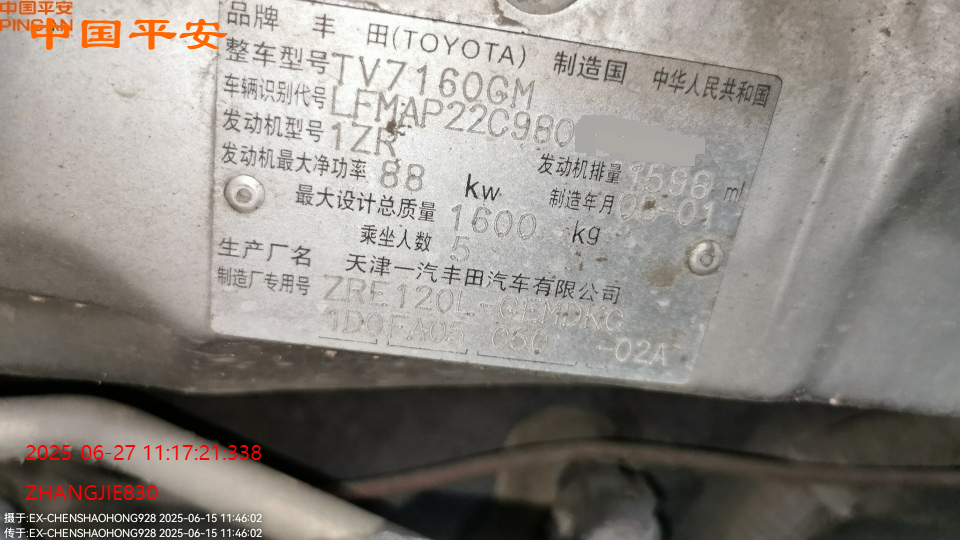 中国平安
PINGAN
中国平安
品牌 丰田(TOYOTA) 制造国 中华人民共和国
整车型号 TV7160GM
车辆识别代号 LFMAP22C980
发动机型号 1ZR 发动机排量 1598 ml
发动机最大净功率 88 kw 制造年月 08-01
最大设计总质量 1600 kg
乘坐人数 5
生产厂名 天津一汽丰田汽车有限公司
制造厂专用号 ZRE120L-GEMDKC
1D0FA05 C50 -02A
2025-06-27 11:17:21.338
ZHANGJIE830
摄于:EX-CHENSHAOHONG928 2025-06-15 11:46:02
传于:EX-CHENSHAOHONG928 2025-06-15 11:46:02